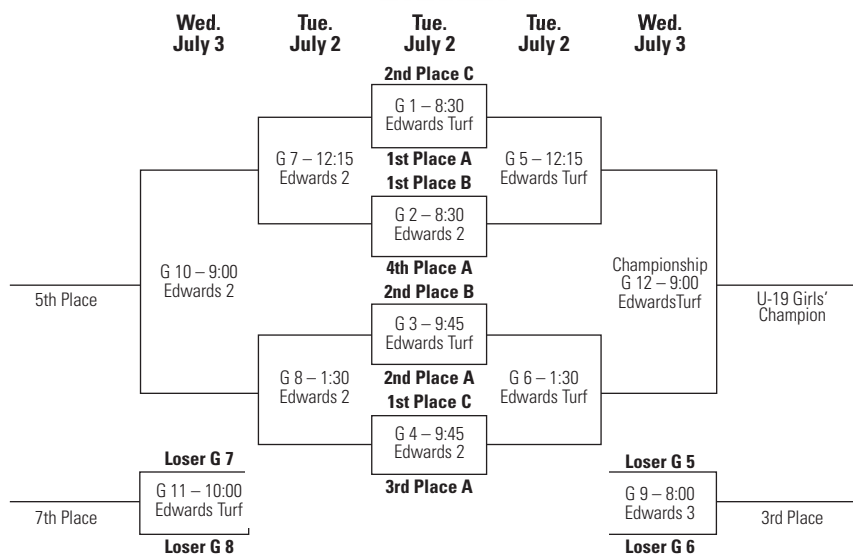 Wed.
July 3
Tue.
July 2
Tue.
July 2
Tue.
July 2
Wed.
July 3
2nd Place C
G 1 – 8:30
Edwards Turf
1st Place A
G 7 – 12:15
Edwards 2
G 5 – 12:15
Edwards Turf
1st Place B
G 2 – 8:30
Edwards 2
4th Place A
G 10 – 9:00
Edwards 2
5th Place
Championship
G 12 – 9:00
EdwardsTurf
U-19 Girls’
Champion
2nd Place B
G 3 – 9:45
Edwards Turf
2nd Place A
G 8 – 1:30
Edwards 2
G 6 – 1:30
Edwards Turf
1st Place C
G 4 – 9:45
Edwards 2
3rd Place A
Loser G 7
G 11 – 10:00
Edwards Turf
7th Place
Loser G 8
Loser G 5
G 9 – 8:00
Edwards 3
3rd Place
Loser G 6